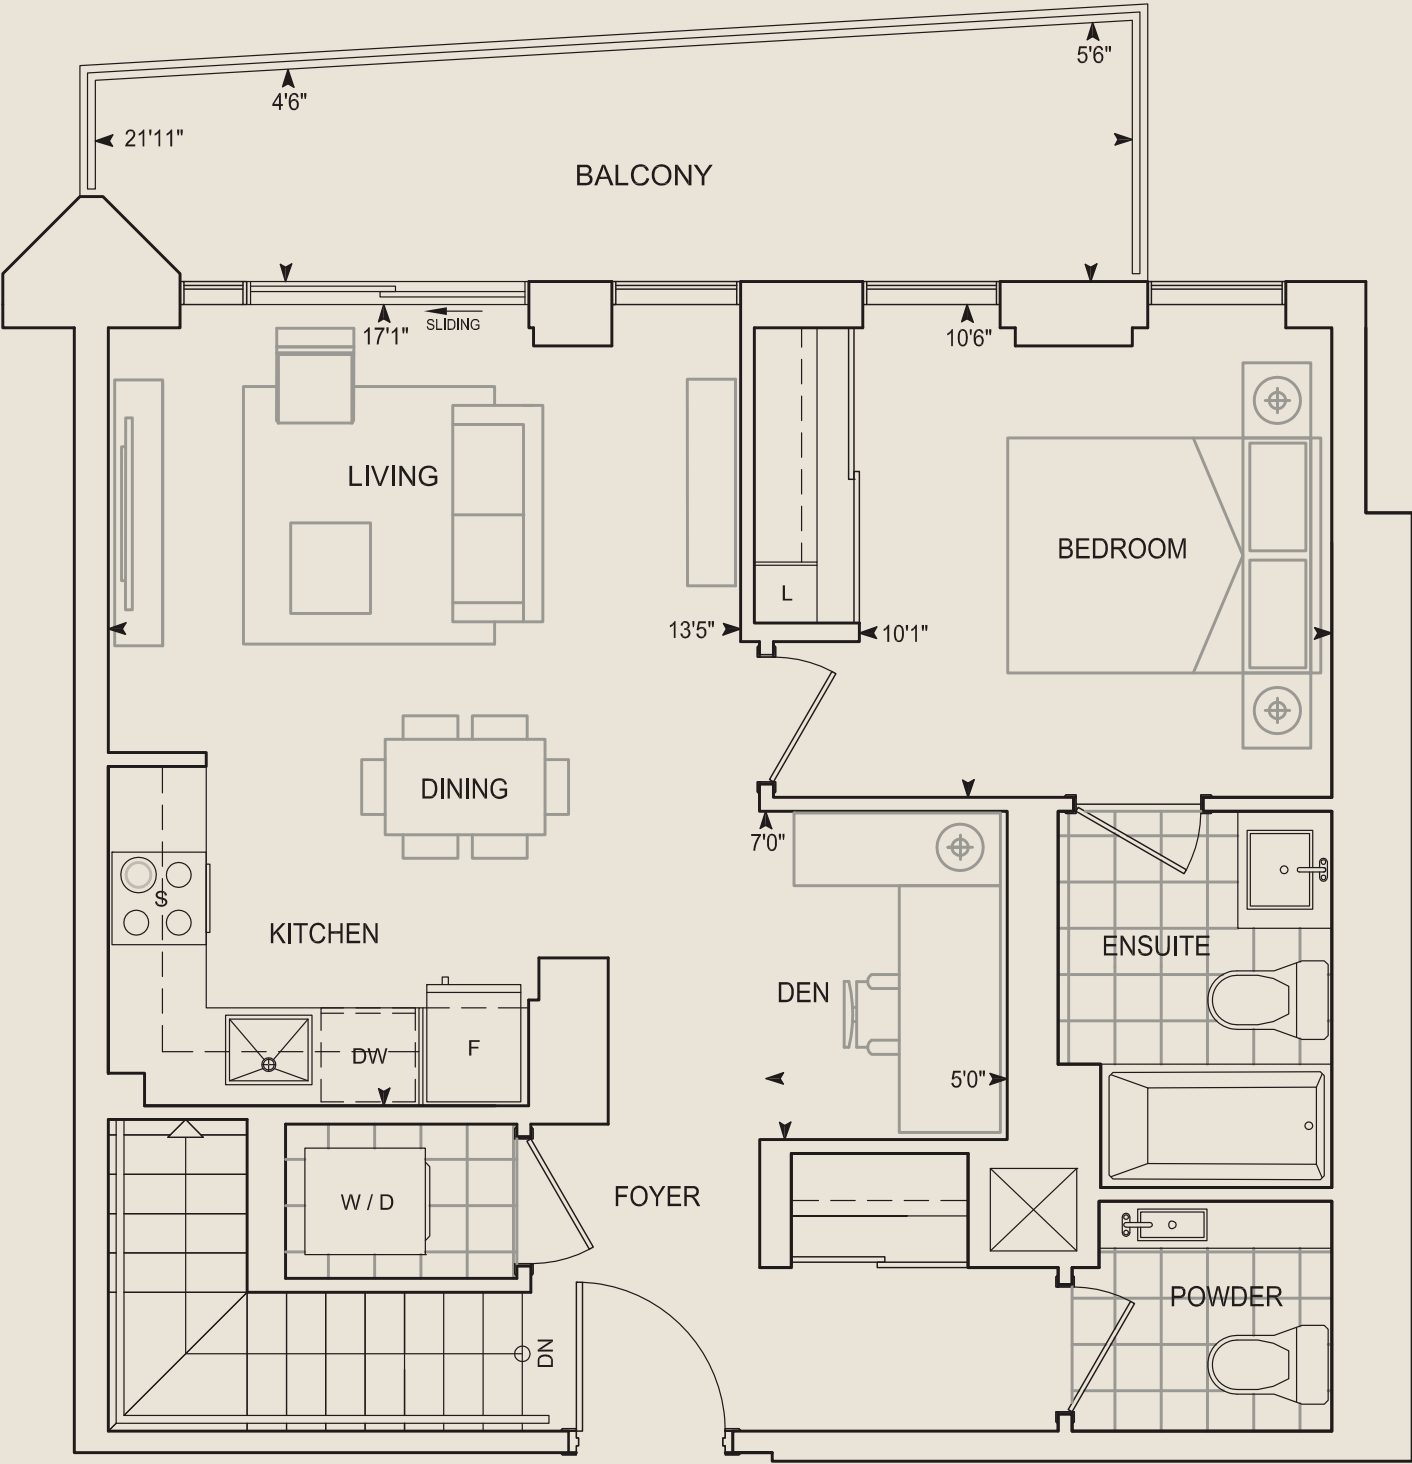 5'6"
4'6"
21'11"
BALCONY
SLIDING
17'1"
10'6"
LIVING
BEDROOM
L
13'5"
10'1"
DINING
7'0"
S
KITCHEN
ENSUITE
DEN
DW
F
5'0"
W / D
FOYER
POWDER
DN